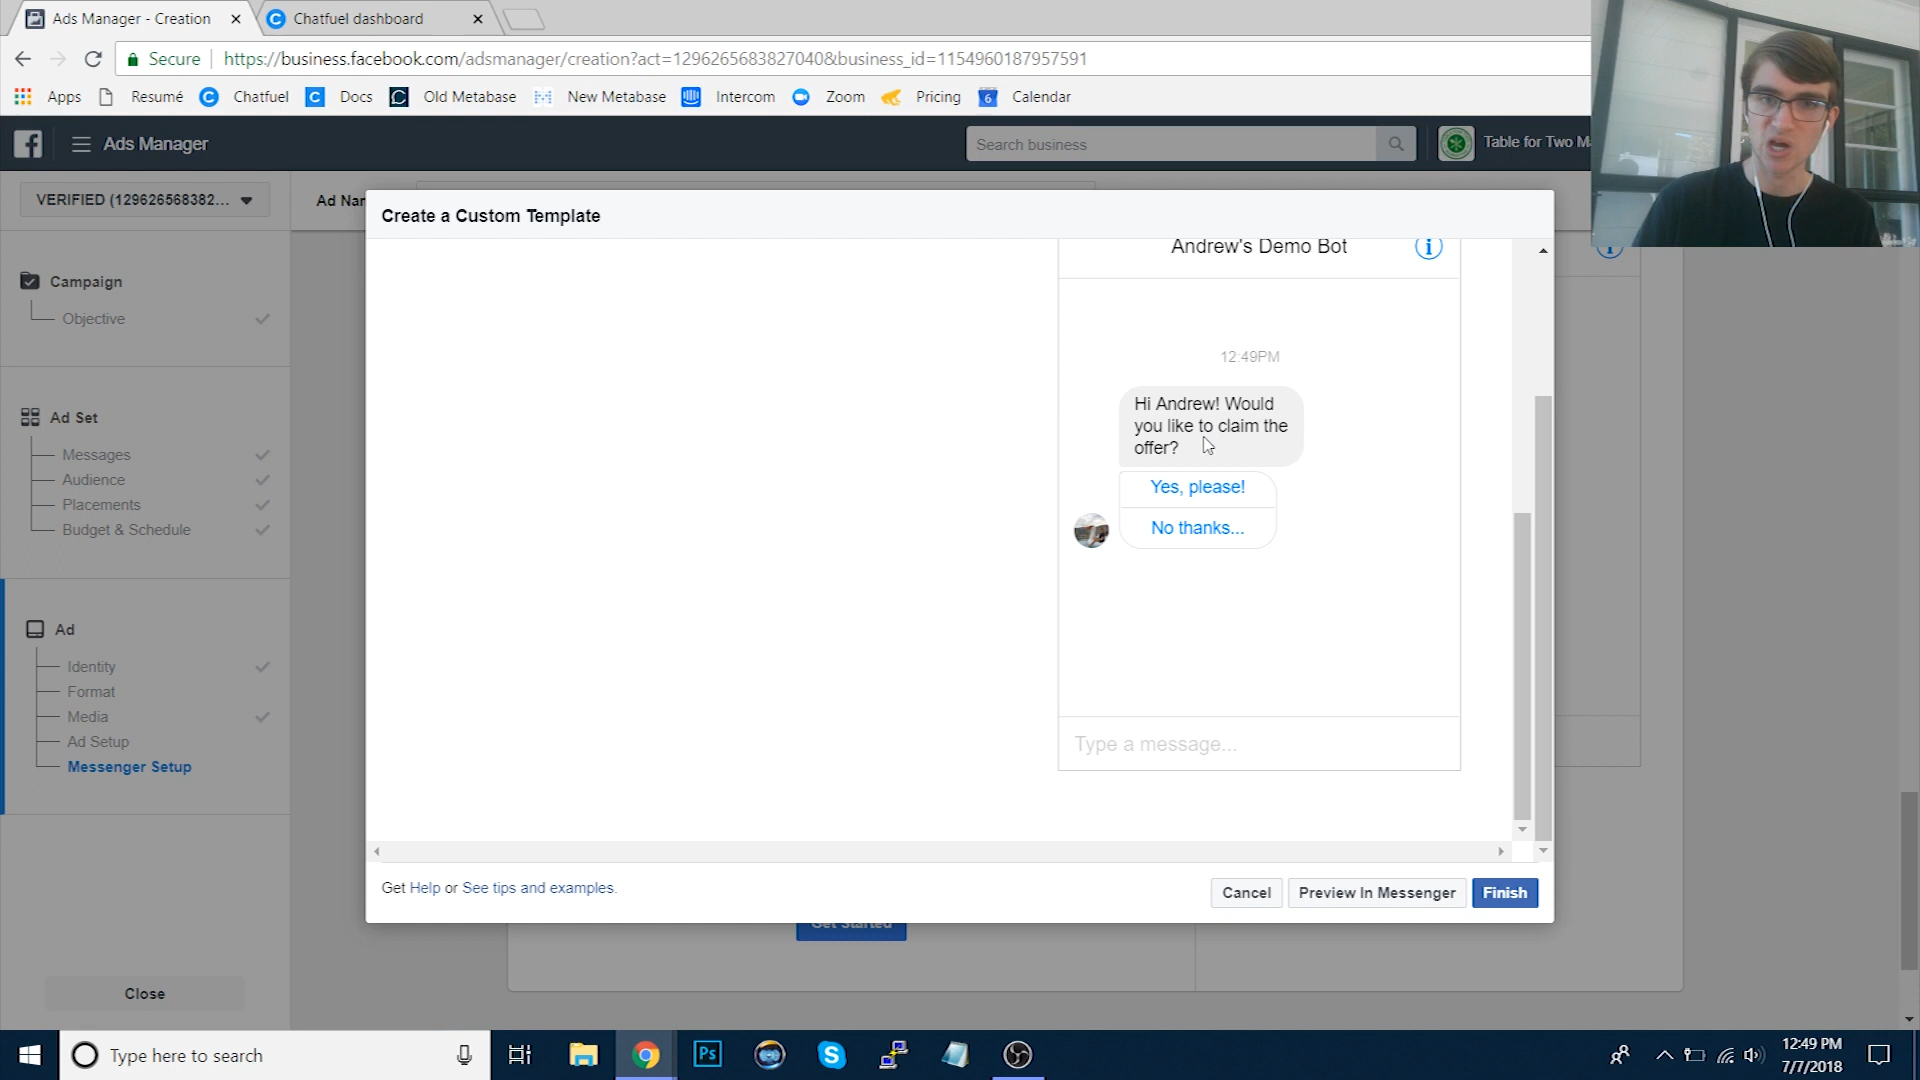 Ads Manager - Creation
Chatfuel dashboard
Secure
https://business.facebook.com/adsmanager/creation?act=1296265683827040&business_id=1154960187957591
Apps
Resumé
Chatfuel
Docs
Old Metabase
New Metabase
Intercom
Zoom
Pricing
6
Calendar
Ads Manager
Search business
Table for Two Ma
VERIFIED (129626568382...
Ad Nar
Create a Custom Template
Campaign
Objective
Ad Set
Messages
Audience
Placements
Budget & Schedule
Ad
Identity
Format
Media
Ad Setup
Messenger Setup
Close
Andrew's Demo Bot
12:49PM
Hi Andrew! Would
you like to claim the
offer?
Yes, please!
No thanks...
Type a message...
Get Help or See tips and examples.
Cancel
Preview In Messenger
Finish
Get Started
Type here to search
Ps
12:49 PM
7/7/2018